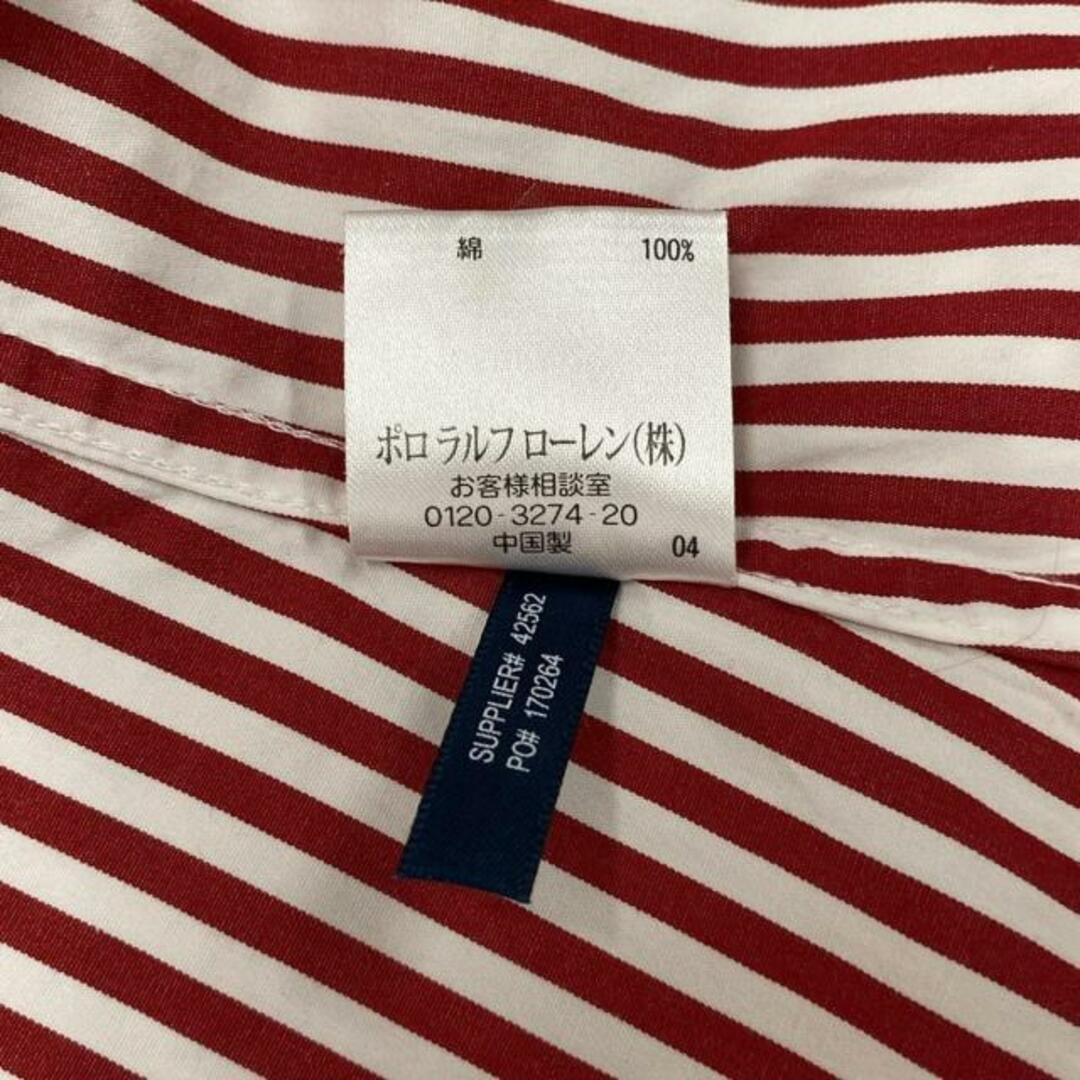 綿 100%
ポロ ラルフ ローレン(株)
お客様相談室
0120-3274-20
中国製 04
SUPPLIER# 42562
PO# 170264